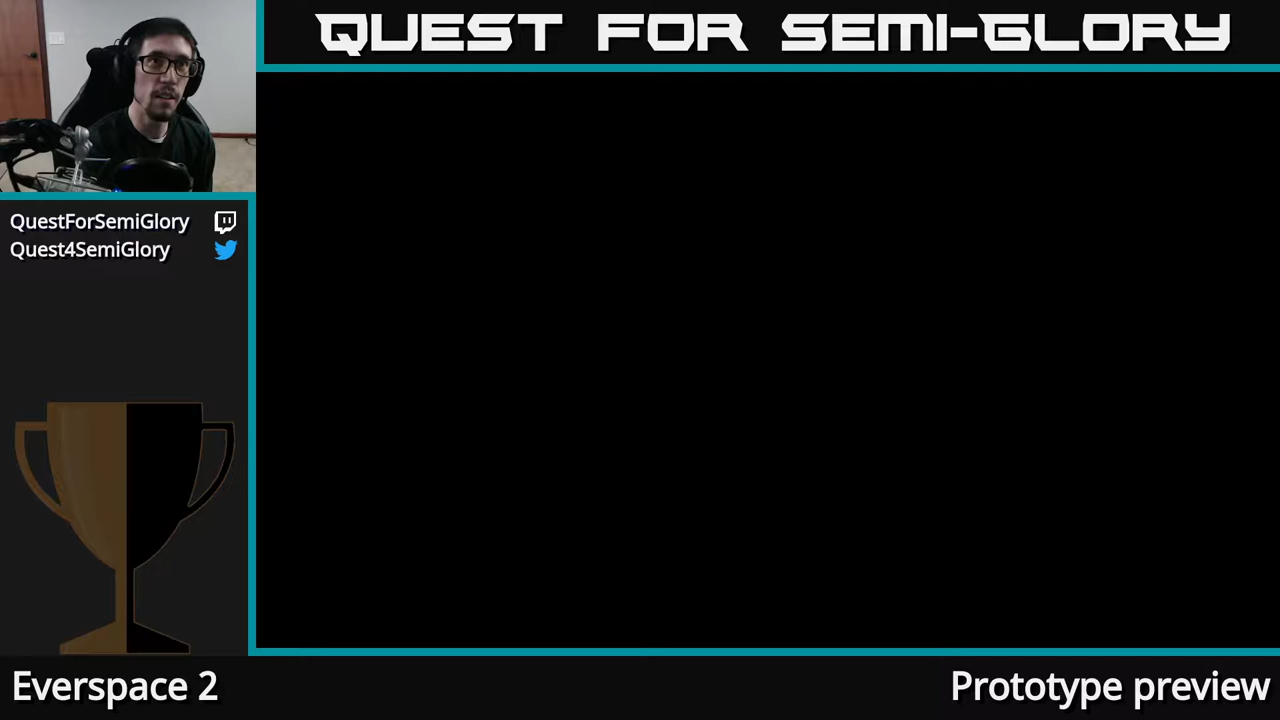 QUEST FOR SEMI-GLORY
QuestForSemiGlory
Quest4SemiGlory
Everspace 2
Prototype preview